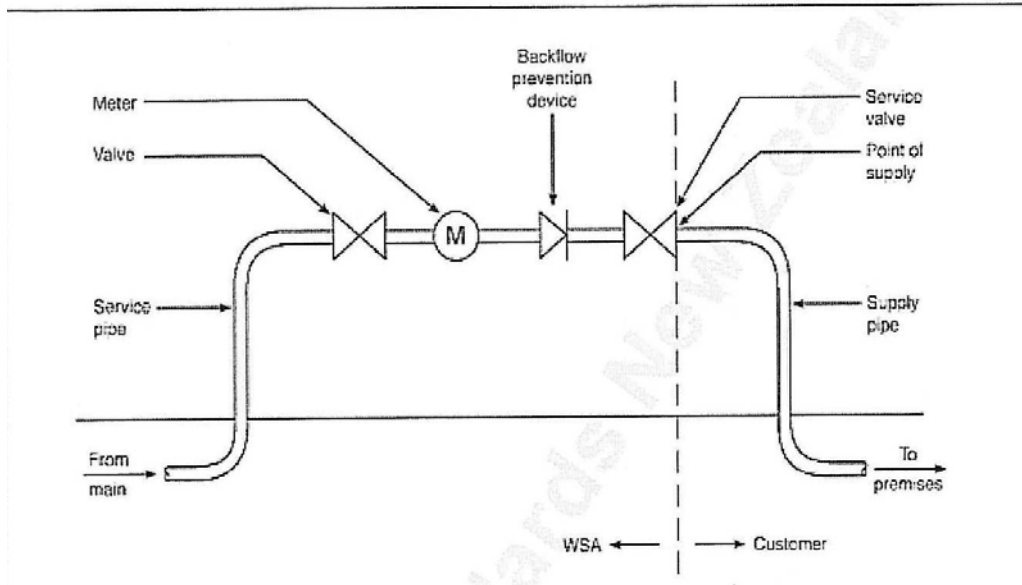 Backflow
prevention
device
Meter
Valve
Service
valve
Point of
supply
M
Service
pipe
Supply
pipe
From
main
To
premises
WSA
Customer